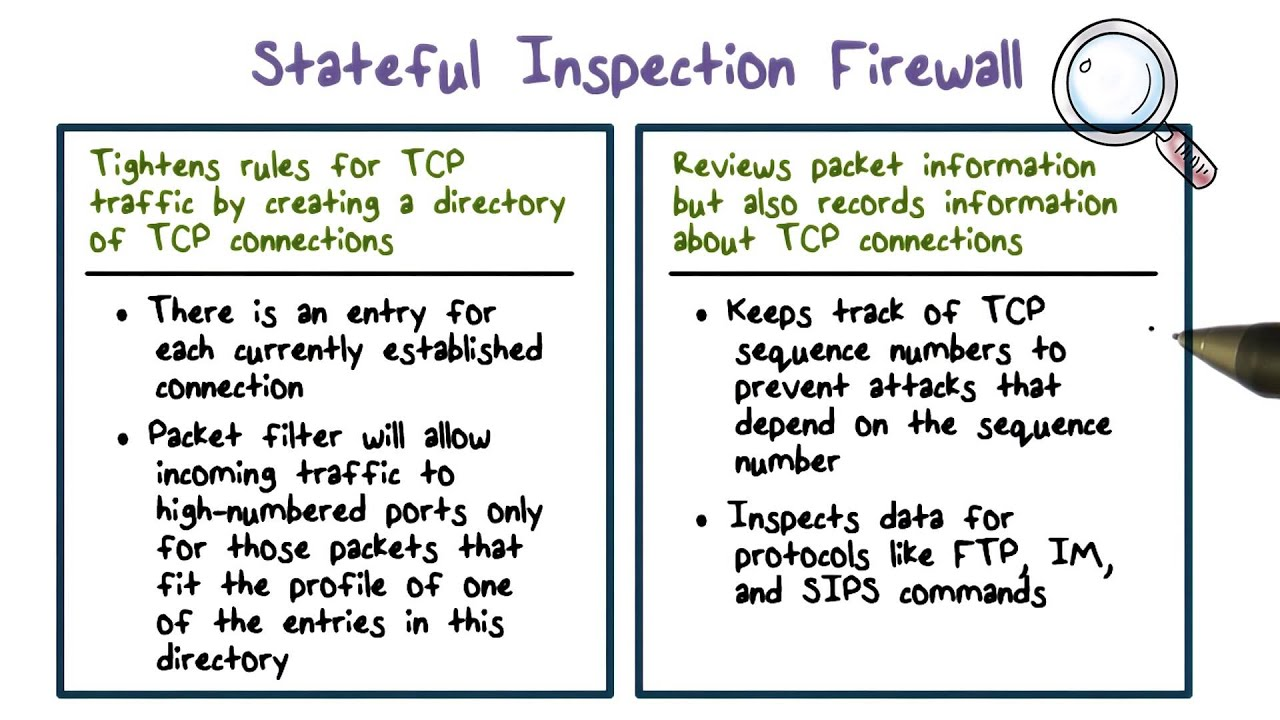 Stateful Inspection Firewall
Tightens rules for TCP
traffic by creating a directory
of TCP connections
• There is an entry for
each currently established
connection
• Packet filter will allow
incoming traffic to
high-numbered ports only
for those packets that
fit the profile of one
of the entries in this
directory
Reviews packet information
but also records information
about TCP connections
• Keeps track of TCP
sequence numbers to
prevent attacks that
depend on the sequence
number
• Inspects data for
protocols like FTP, IM,
and SIPS commands